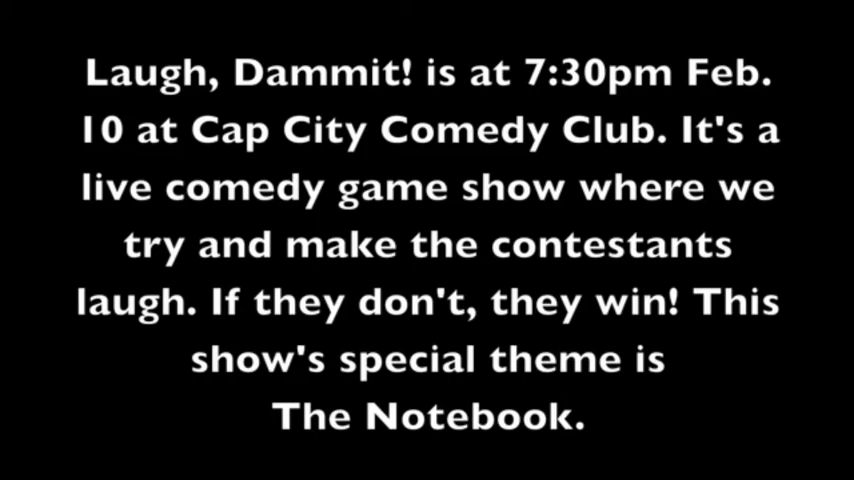 Laugh, Dammit! is at 7:30pm Feb.
10 at Cap City Comedy Club. It's a
live comedy game show where we
try and make the contestants
laugh. If they don't, they win! This
show's special theme is
The Notebook.